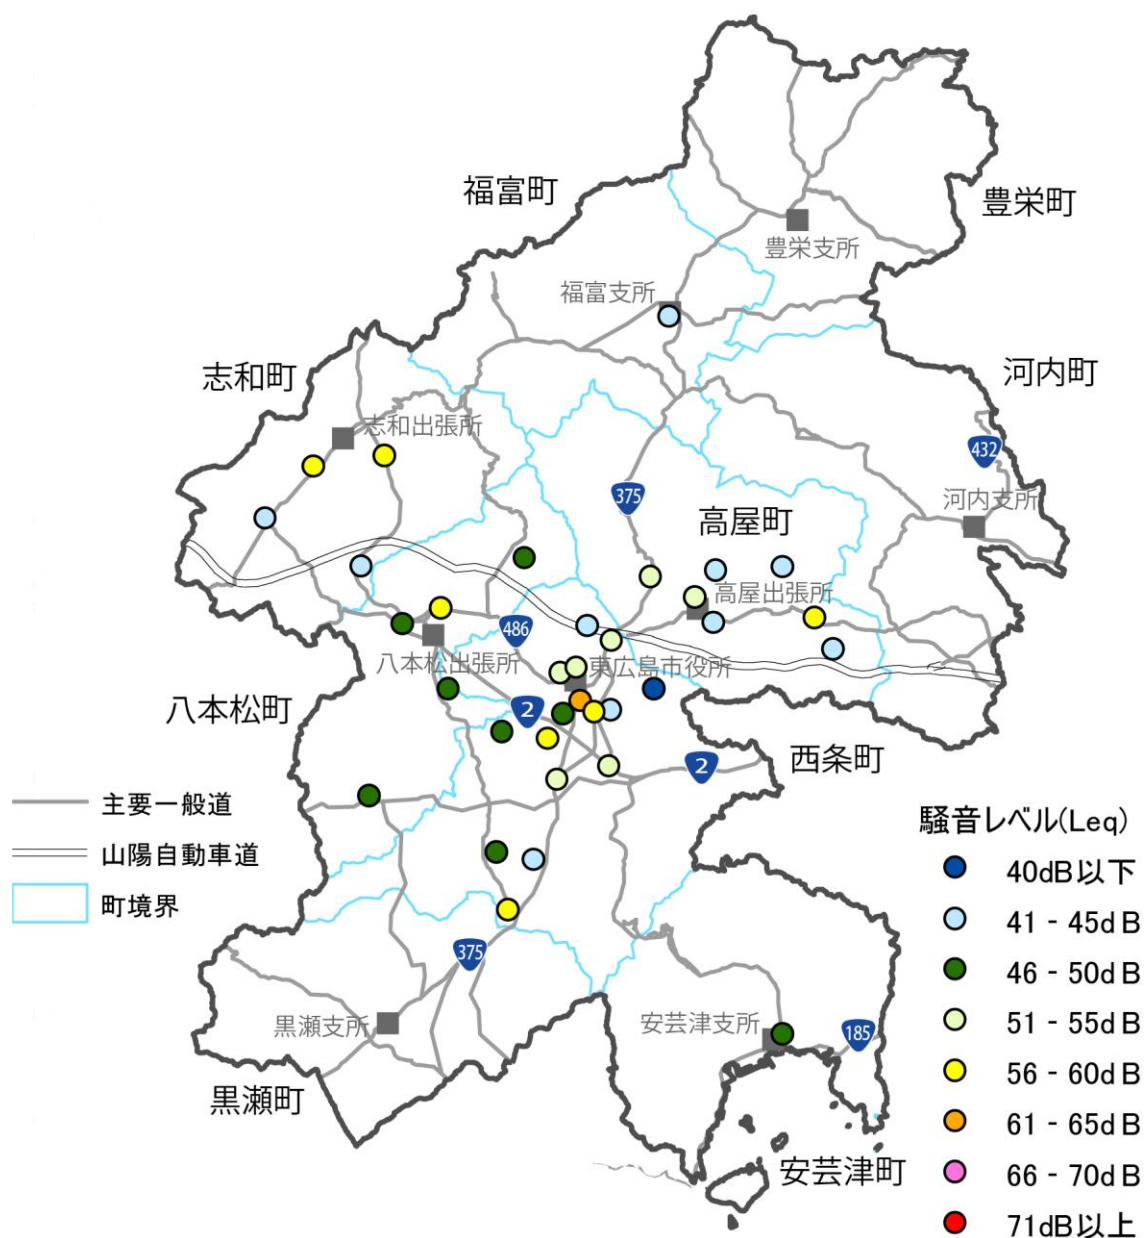 福富町
豊栄町
豊栄支所
福富支所
志和町
河内町
志和出張所
432
375
高屋町
河内支所
高屋出張所
486
八本松出張所
東広島市役所
八本松町
2
西条町
2
主要一般道
山陽自動車道
町境界
騒音レベル(Leq)
40dB以下
41 - 45dB
46 - 50dB
51 - 55dB
56 - 60dB
61 - 65dB
66 - 70dB
71dB以上
375
黒瀬支所
安芸津支所
185
黒瀬町
安芸津町